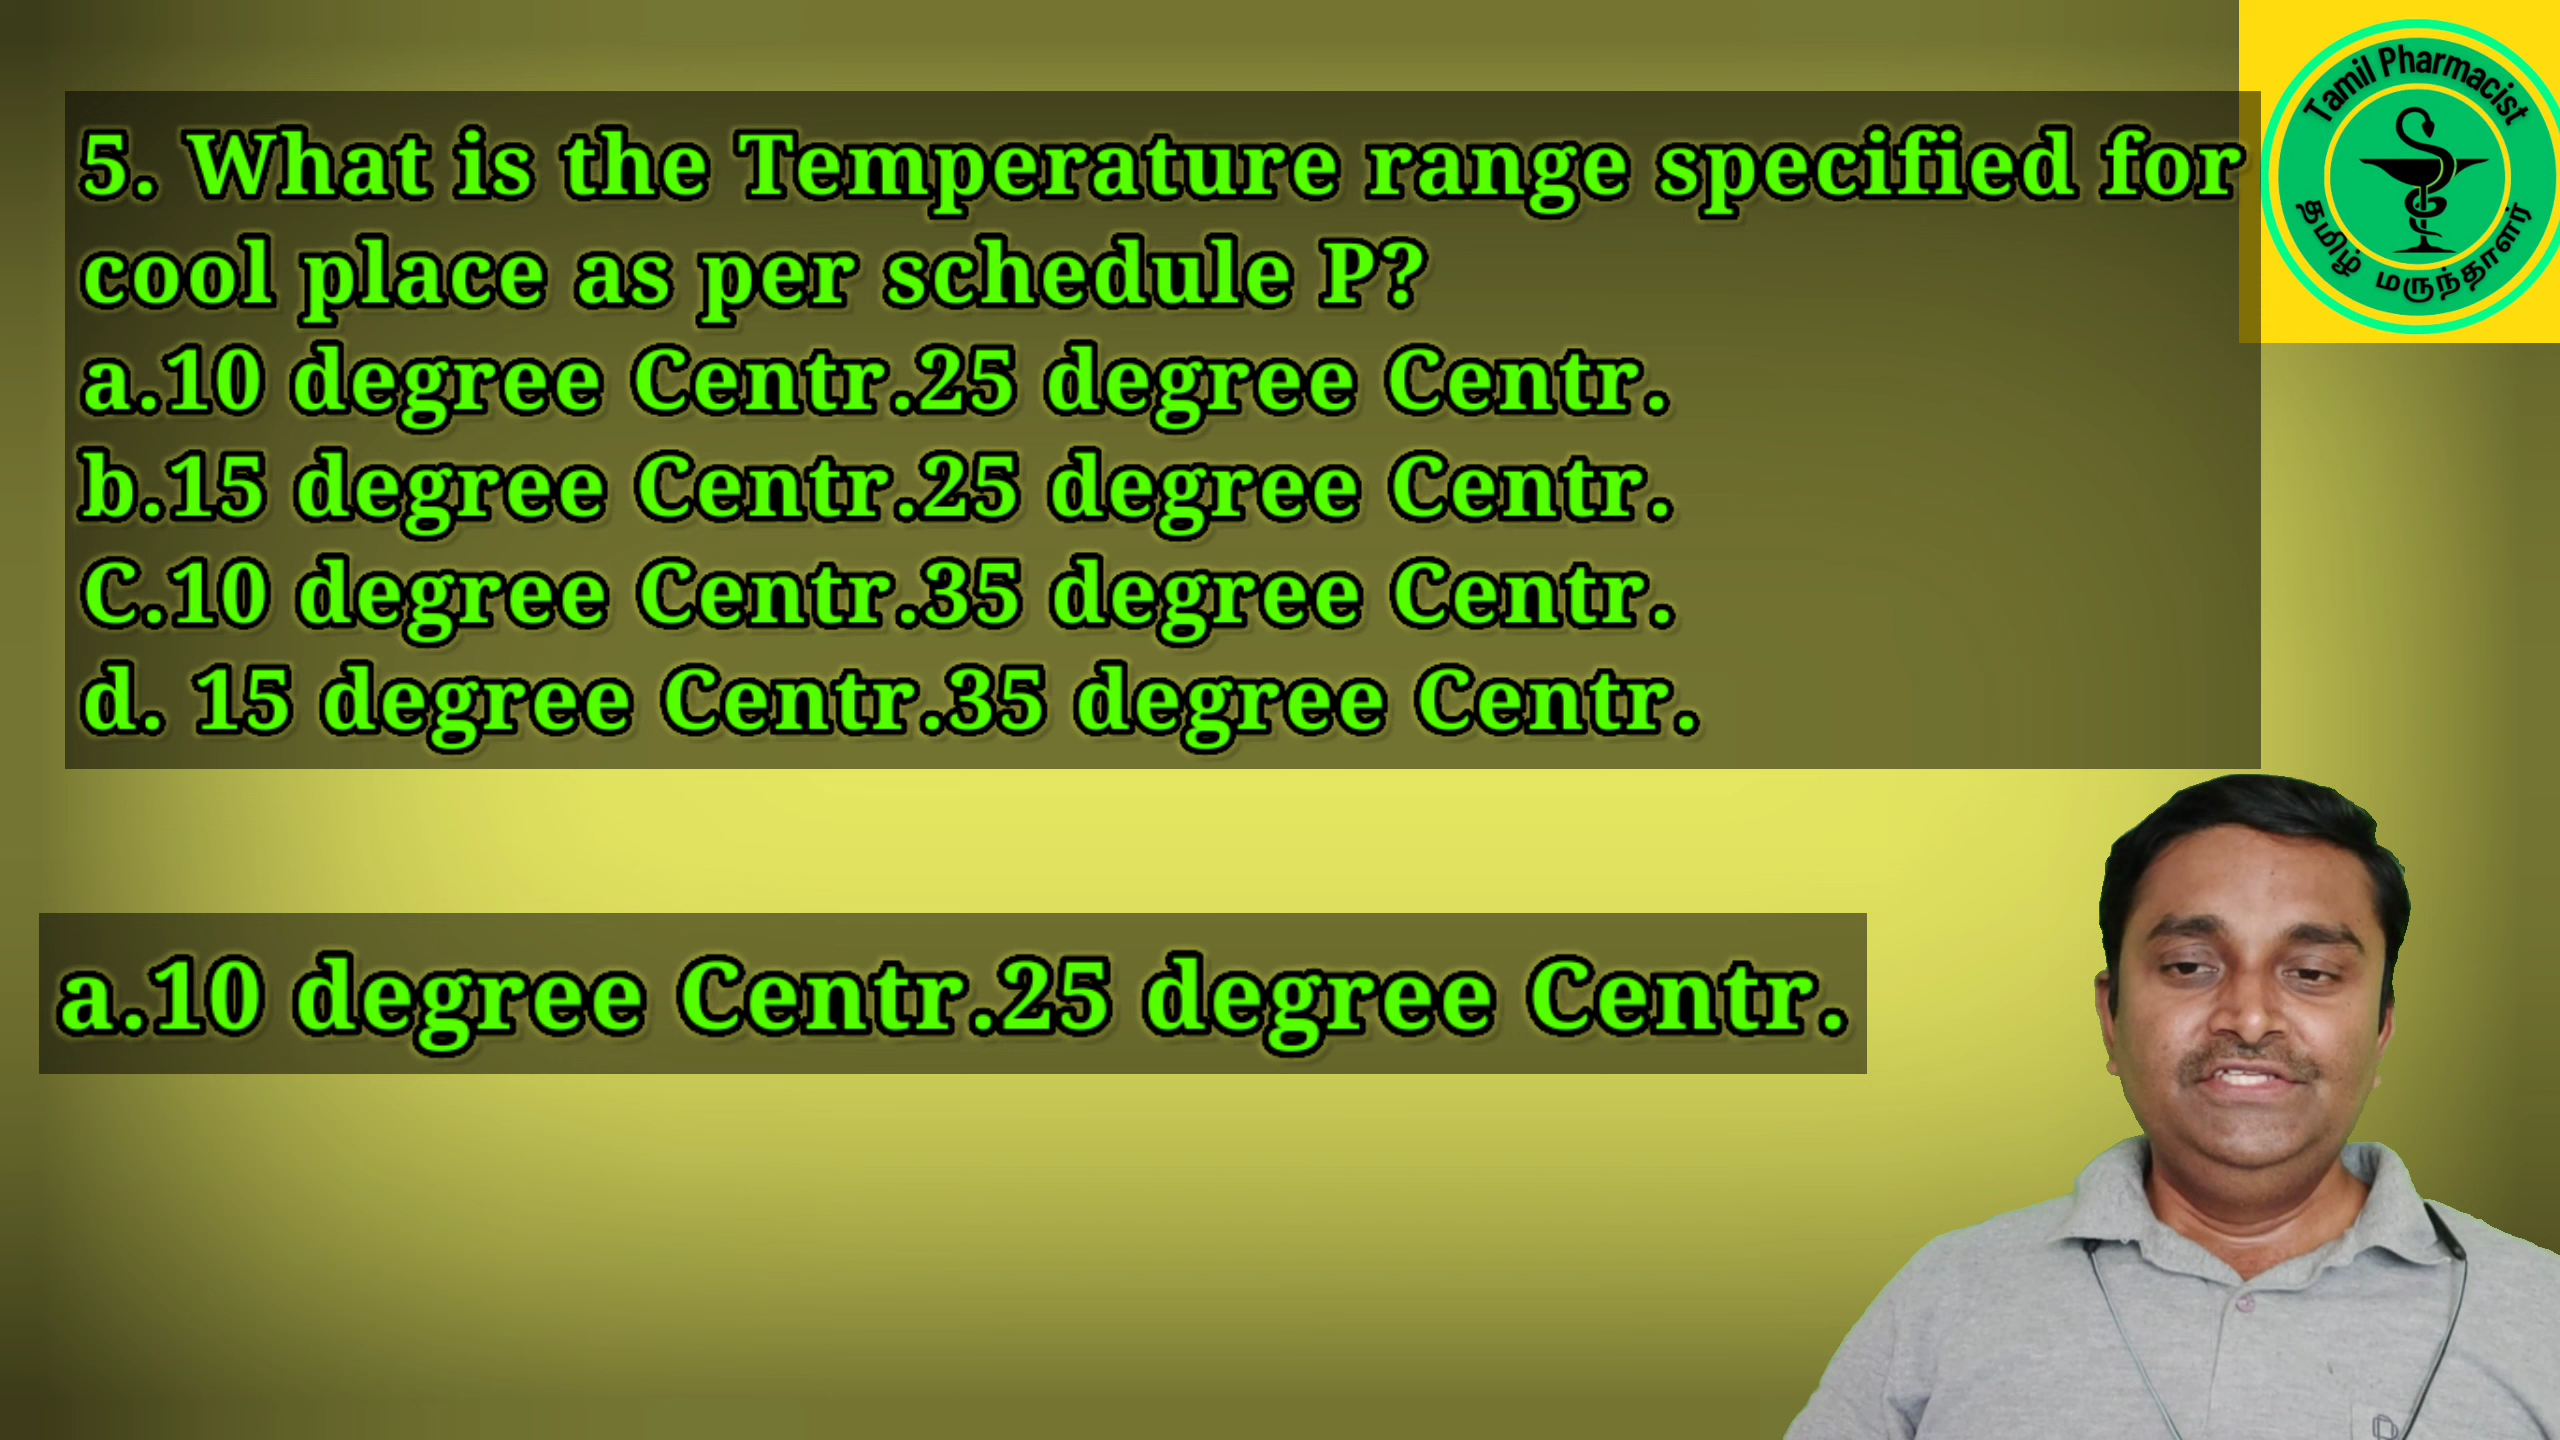 5. What is the Temperature range specified for
cool place as per schedule P?
a.10 degree Centr.25 degree Centr.
b.15 degree Centr.25 degree Centr.
C.10 degree Centr.35 degree Centr.
d. 15 degree Centr.35 degree Centr.
a.10 degree Centr.25 degree Centr.
Tamil Pharmacist
தமிழ் மருந்தாளர்